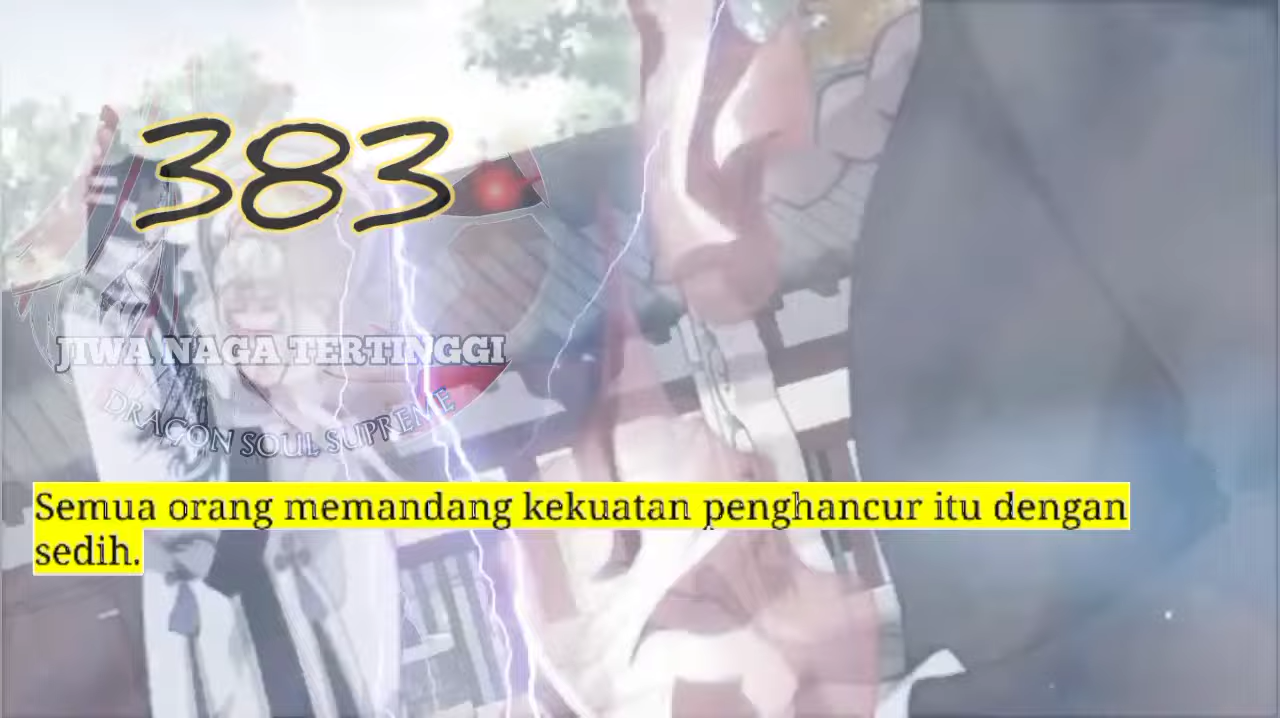 383
JIWA NAGA TERTINGGI
DRAGON SOUL SUPREME
Semua orang memandang kekuatan penghancur itu dengan
sedih.